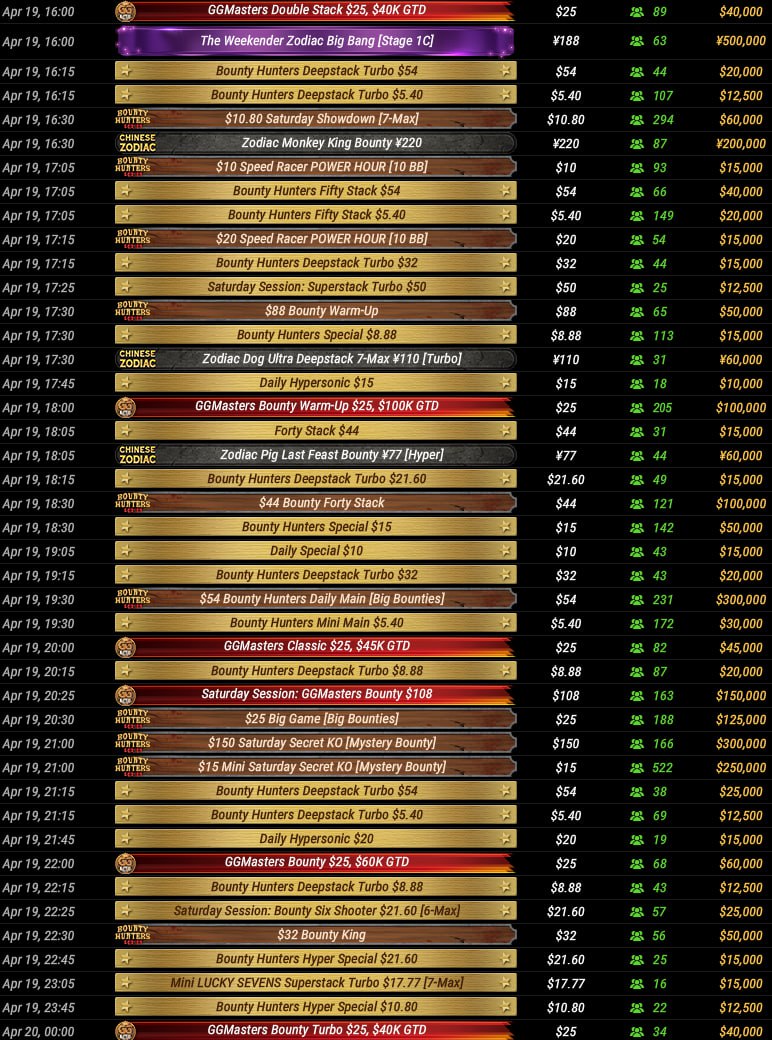 Apr 19, 16:00 GGMasters Double Stack $25, $40K GTD $25 89 $40,000
Apr 19, 16:00 The Weekender Zodiac Big Bang [Stage 1C] ¥188 63 ¥500,000
Apr 19, 16:15 Bounty Hunters Deepstack Turbo $54 $54 44 $20,000
Apr 19, 16:15 Bounty Hunters Deepstack Turbo $5.40 $5.40 107 $12,500
Apr 19, 16:30 BOUNTY HUNTERS $10.80 Saturday Showdown [7-Max] $10.80 294 $60,000
Apr 19, 16:30 CHINESE ZODIAC Zodiac Monkey King Bounty ¥220 ¥220 87 ¥200,000
Apr 19, 17:05 BOUNTY HUNTERS $10 Speed Racer POWER HOUR [10 BB] $10 93 $15,000
Apr 19, 17:05 Bounty Hunters Fifty Stack $54 $54 66 $40,000
Apr 19, 17:05 Bounty Hunters Fifty Stack $5.40 $5.40 149 $20,000
Apr 19, 17:15 BOUNTY HUNTERS $20 Speed Racer POWER HOUR [10 BB] $20 54 $15,000
Apr 19, 17:15 Bounty Hunters Deepstack Turbo $32 $32 44 $15,000
Apr 19, 17:25 Saturday Session: Superstack Turbo $50 $50 25 $12,500
Apr 19, 17:30 BOUNTY HUNTERS $88 Bounty Warm-Up $88 65 $50,000
Apr 19, 17:30 Bounty Hunters Special $8.88 $8.88 113 $15,000
Apr 19, 17:30 CHINESE ZODIAC Zodiac Dog Ultra Deepstack 7-Max ¥110 [Turbo] ¥110 31 ¥60,000
Apr 19, 17:45 Daily Hypersonic $15 $15 18 $10,000
Apr 19, 18:00 GGMasters Bounty Warm-Up $25, $100K GTD $25 205 $100,000
Apr 19, 18:05 Forty Stack $44 $44 31 $15,000
Apr 19, 18:05 CHINESE ZODIAC Zodiac Pig Last Feast Bounty ¥77 [Hyper] ¥77 44 ¥60,000
Apr 19, 18:15 Bounty Hunters Deepstack Turbo $21.60 $21.60 49 $15,000
Apr 19, 18:30 BOUNTY HUNTERS $44 Bounty Forty Stack $44 121 $100,000
Apr 19, 18:30 Bounty Hunters Special $15 $15 142 $50,000
Apr 19, 19:05 Daily Special $10 $10 43 $15,000
Apr 19, 19:15 Bounty Hunters Deepstack Turbo $32 $32 43 $20,000
Apr 19, 19:30 BOUNTY HUNTERS $54 Bounty Hunters Daily Main [Big Bounties] $54 231 $300,000
Apr 19, 19:30 Bounty Hunters Mini Main $5.40 $5.40 172 $30,000
Apr 19, 20:00 GGMasters Classic $25, $45K GTD $25 82 $45,000
Apr 19, 20:15 Bounty Hunters Deepstack Turbo $8.88 $8.88 87 $20,000
Apr 19, 20:25 Saturday Session: GGMasters Bounty $108 $108 163 $150,000
Apr 19, 20:30 BOUNTY HUNTERS $25 Big Game [Big Bounties] $25 188 $125,000
Apr 19, 21:00 BOUNTY HUNTERS $150 Saturday Secret KO [Mystery Bounty] $150 166 $300,000
Apr 19, 21:00 BOUNTY HUNTERS $15 Mini Saturday Secret KO [Mystery Bounty] $15 522 $250,000
Apr 19, 21:15 Bounty Hunters Deepstack Turbo $54 $54 38 $25,000
Apr 19, 21:15 Bounty Hunters Deepstack Turbo $5.40 $5.40 69 $12,500
Apr 19, 21:45 Daily Hypersonic $20 $20 19 $15,000
Apr 19, 22:00 GGMasters Bounty $25, $60K GTD $25 68 $60,000
Apr 19, 22:15 Bounty Hunters Deepstack Turbo $8.88 $8.88 43 $12,500
Apr 19, 22:25 Saturday Session: Bounty Six Shooter $21.60 [6-Max] $21.60 57 $25,000
Apr 19, 22:30 BOUNTY HUNTERS $32 Bounty King $32 56 $50,000
Apr 19, 22:45 Bounty Hunters Hyper Special $21.60 $21.60 25 $15,000
Apr 19, 23:05 Mini LUCKY SEVENS Superstack Turbo $17.77 [7-Max] $17.77 16 $15,000
Apr 19, 23:45 Bounty Hunters Hyper Special $10.80 $10.80 22 $12,500
Apr 20, 00:00 GGMasters Bounty Turbo $25, $40K GTD $25 34 $40,000